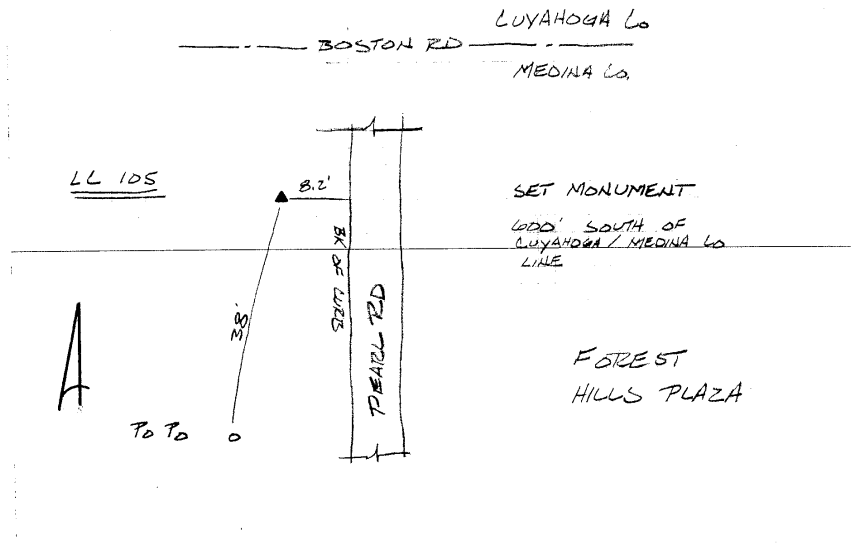 CUYAHOGA Co
BOSTON RD
MEDINA Co.
LL 105
8.2'
SET MONUMENT
600' SOUTH OF
CUYAHOGA / MEDINA Co
LINE
BK OF CURB
38'
PEARL RD
FOREST
HILLS PLAZA
Po Po